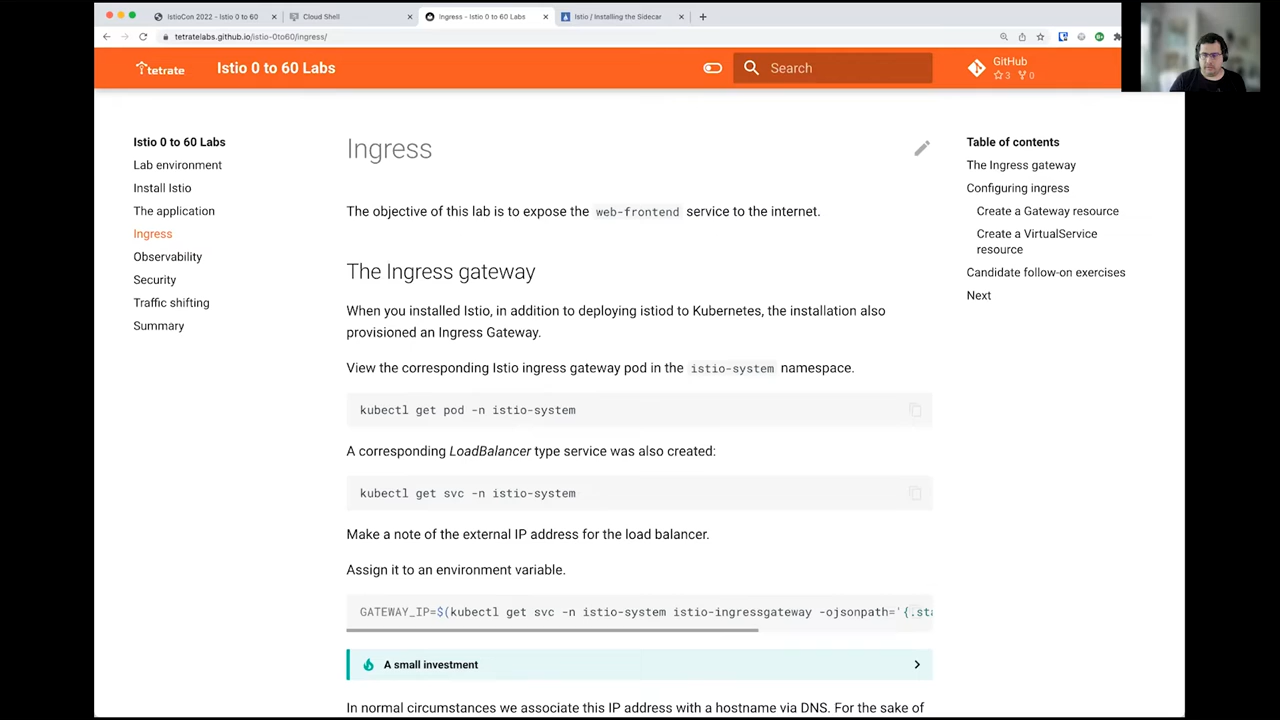 IstioCon 2022 - Istio 0 to 60
Cloud Shell
Ingress - Istio 0 to 60 Labs
Istio / Installing the Sidecar
tetratelabs.github.io/istio-0to60/ingress/
tetrate
Istio 0 to 60 Labs
Search
GitHub
3 0
Istio 0 to 60 Labs
Lab environment
Install Istio
The application
Ingress
Observability
Security
Traffic shifting
Summary
Ingress
The objective of this lab is to expose the web-frontend service to the internet.
The Ingress gateway
When you installed Istio, in addition to deploying istiod to Kubernetes, the installation also
provisioned an Ingress Gateway.
View the corresponding Istio ingress gateway pod in the istio-system namespace.
kubectl get pod -n istio-system
A corresponding LoadBalancer type service was also created:
kubectl get svc -n istio-system
Make a note of the external IP address for the load balancer.
Assign it to an environment variable.
GATEWAY_IP=$(kubectl get svc -n istio-system istio-ingressgateway -ojsonpath='{.sta
A small investment
In normal circumstances we associate this IP address with a hostname via DNS. For the sake of
Table of contents
The Ingress gateway
Configuring ingress
Create a Gateway resource
Create a VirtualService
resource
Candidate follow-on exercises
Next